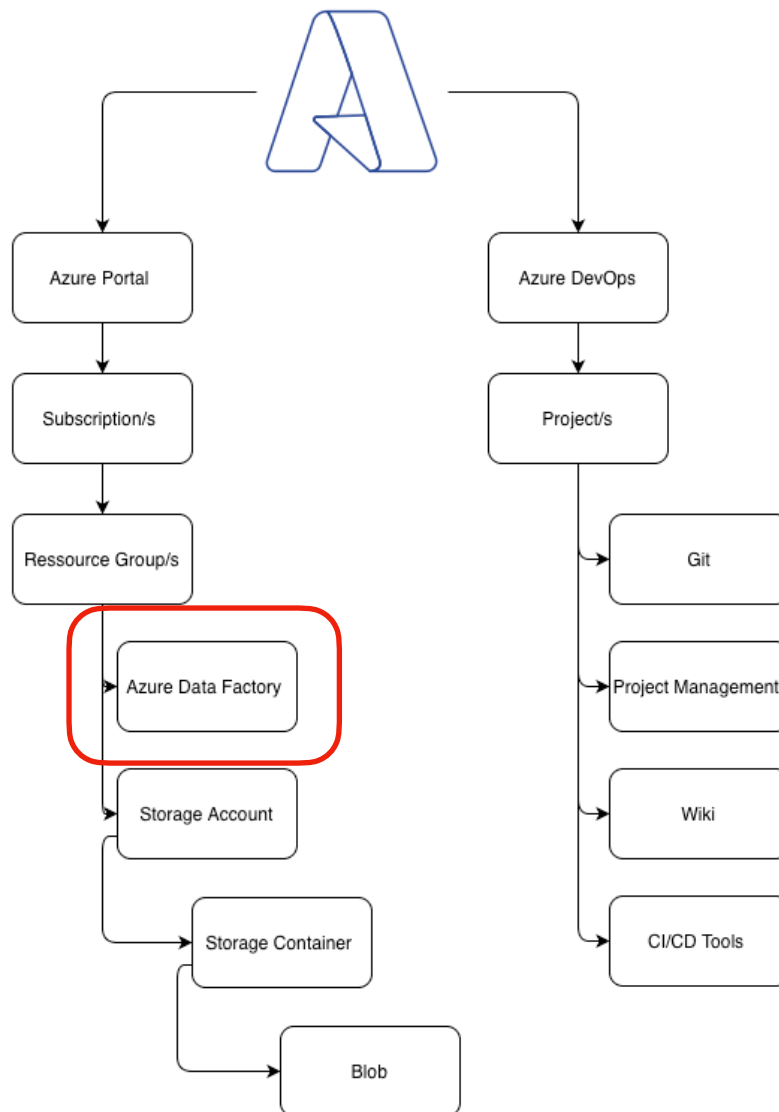 Azure Portal
Azure DevOps
Subscription/s
Project/s
Ressource Group/s
Git
Azure Data Factory
Project Management
Storage Account
Wiki
Storage Container
CI/CD Tools
Blob